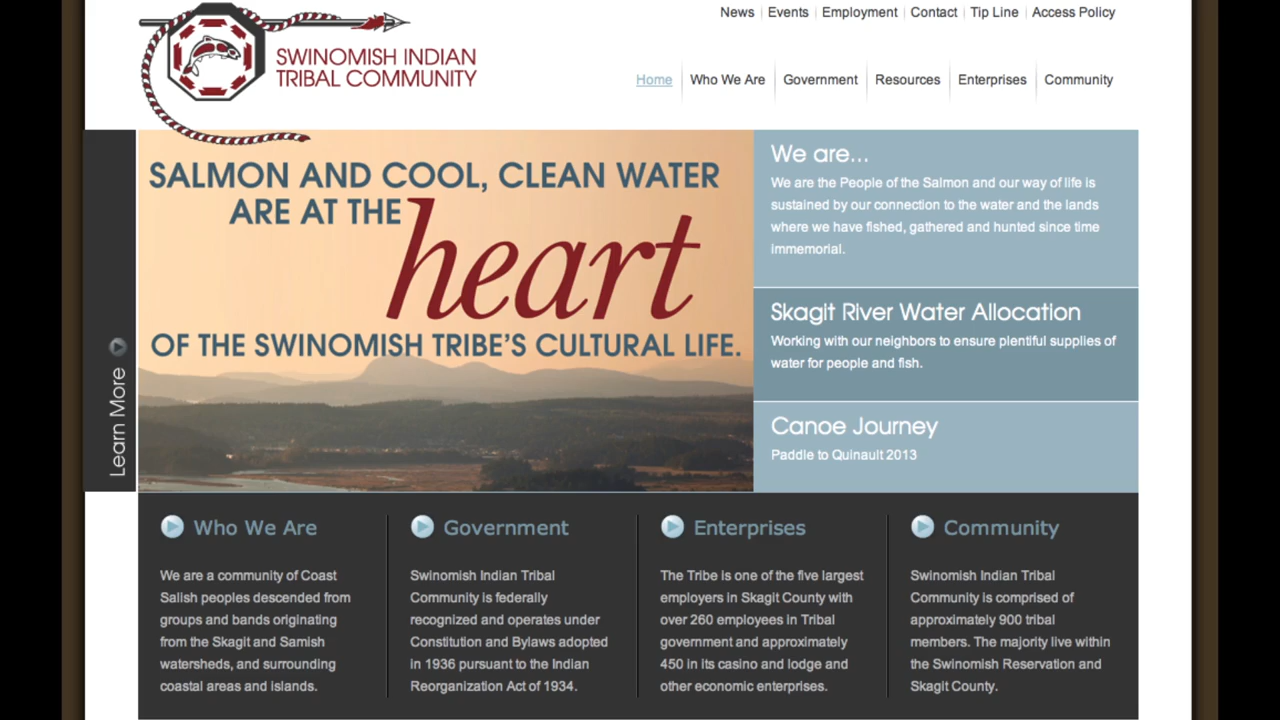 News Events Employment Contact Tip Line Access Policy
SWINOMISH INDIAN
TRIBAL COMMUNITY
Home Who We Are Government Resources Enterprises Community
Learn More
SALMON AND COOL, CLEAN WATER
ARE AT THE heart
OF THE SWINOMISH TRIBE'S CULTURAL LIFE.
We are...
We are the People of the Salmon and our way of life is
sustained by our connection to the water and the lands
where we have fished, gathered and hunted since time
immemorial.
Skagit River Water Allocation
Working with our neighbors to ensure plentiful supplies of
water for people and fish.
Canoe Journey
Paddle to Quinault 2013
Who We Are
We are a community of Coast
Salish peoples descended from
groups and bands originating
from the Skagit and Samish
watersheds, and surrounding
coastal areas and islands.
Government
Swinomish Indian Tribal
Community is federally
recognized and operates under
Constitution and Bylaws adopted
in 1936 pursuant to the Indian
Reorganization Act of 1934.
Enterprises
The Tribe is one of the five largest
employers in Skagit County with
over 260 employees in Tribal
government and approximately
450 in its casino and lodge and
other economic enterprises.
Community
Swinomish Indian Tribal
Community is comprised of
approximately 900 tribal
members. The majority live within
the Swinomish Reservation and
Skagit County.